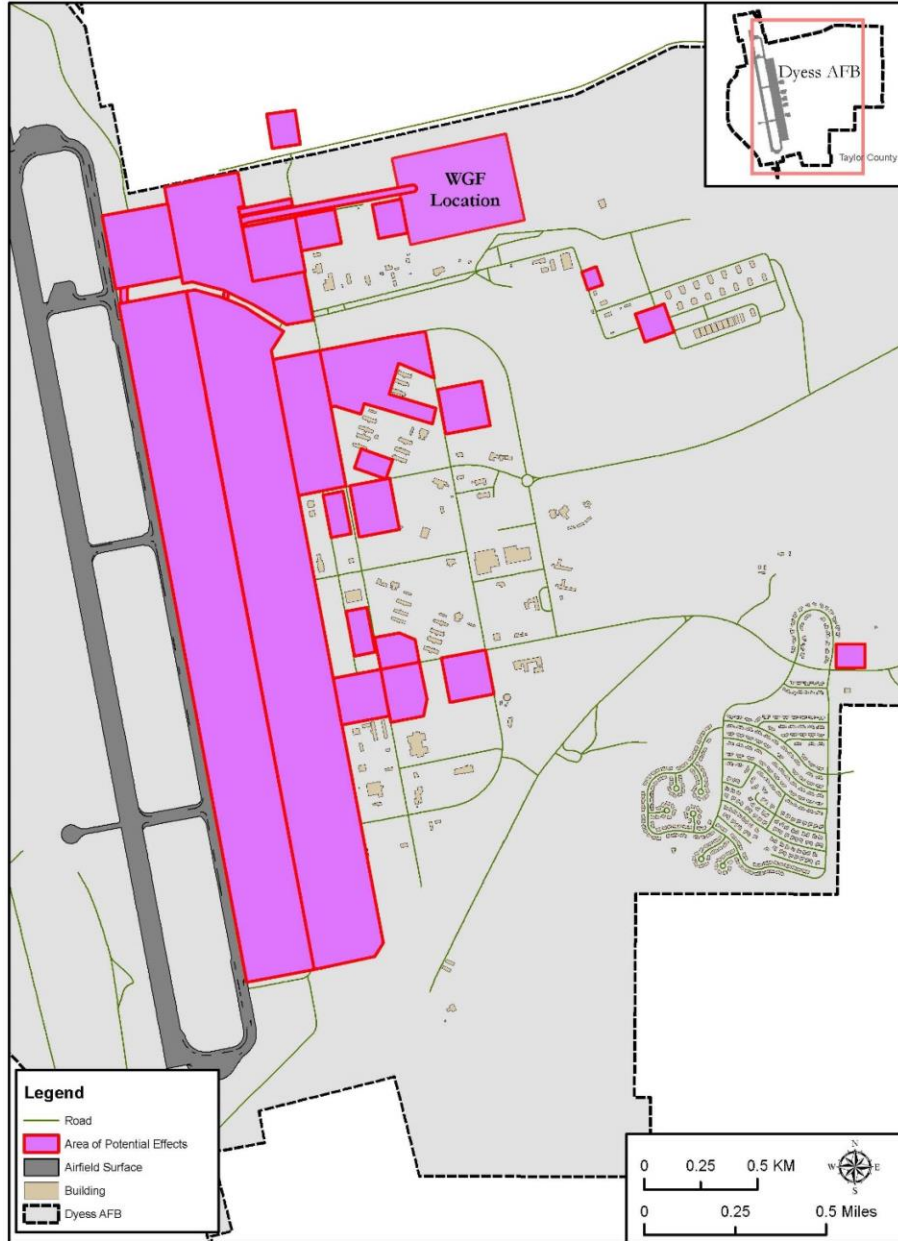 Dyess AFB
Taylor County
WGF
Location
Legend
Road
Area of Potential Effects
Airfield Surface
Building
Dyess AFB
0 0.25 0.5 KM
0 0.25 0.5 Miles
N
W E
S